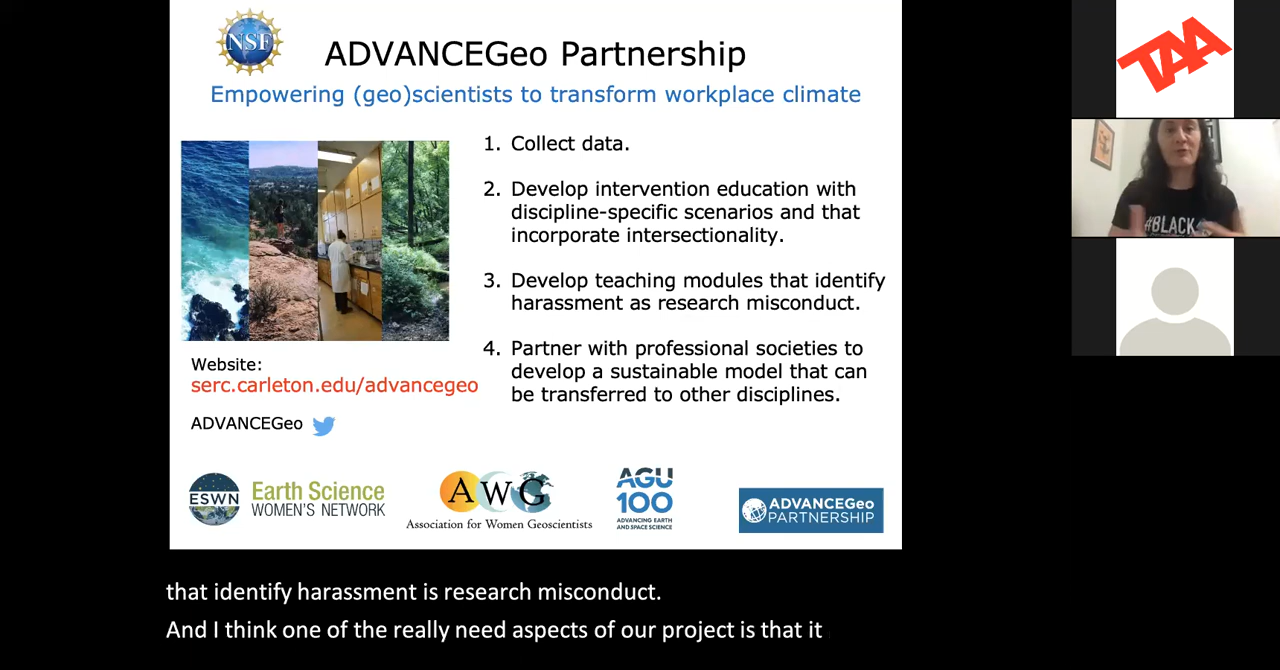 NSF
ADVANCEGeo Partnership
Empowering (geo)scientists to transform workplace climate
1. Collect data.
2. Develop intervention education with
discipline-specific scenarios and that
incorporate intersectionality.
3. Develop teaching modules that identify
harassment as research misconduct.
4. Partner with professional societies to
develop a sustainable model that can
be transferred to other disciplines.
Website:
serc.carleton.edu/advancegeo
ADVANCEGeo
ESWN
Earth Science
WOMEN'S NETWORK
AWG
Association for Women Geoscientists
AGU
100
ADVANCING EARTH
AND SPACE SCIENCE
ADVANCEGeo
PARTNERSHIP
TAA
#BLACK
that identify harassment is research misconduct.
And I think one of the really need aspects of our project is that it